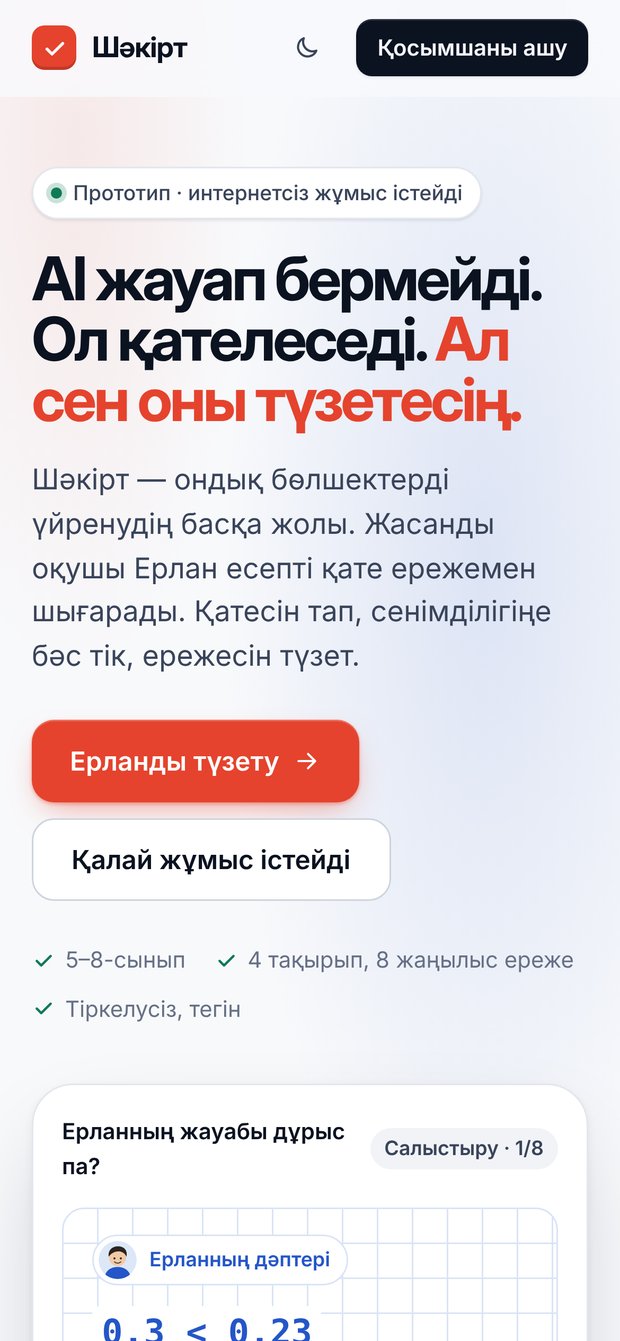 Шәкірт
Қосымшаны ашу
Прототип · интернетсіз жұмыс істейді
AI жауап бермейді.
Ол қателеседі. Ал
сен оны түзетесің.
Шәкірт — ондық бөлшектерді
үйренудің басқа жолы. Жасанды
оқушы Ерлан есепті қате ережемен
шығарады. Қатесін тап, сенімділігіңе
бәс тік, ережесін түзет.
Ерланды түзету →
Қалай жұмыс істейді
5–8-сынып
4 тақырып, 8 жаңылыс ереже
Тіркелусіз, тегін
Ерланның жауабы дұрыс
па?
Салыстыру · 1/8
Ерланның дәптері
0,3 < 0,23